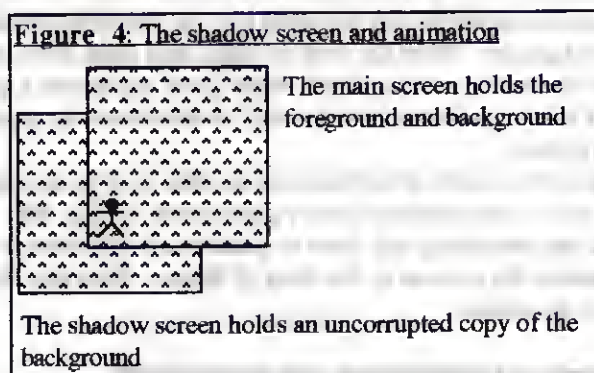 Figure 4: The shadow screen and animation
The main screen holds the
foreground and background
The shadow screen holds an uncorrupted copy of the
background